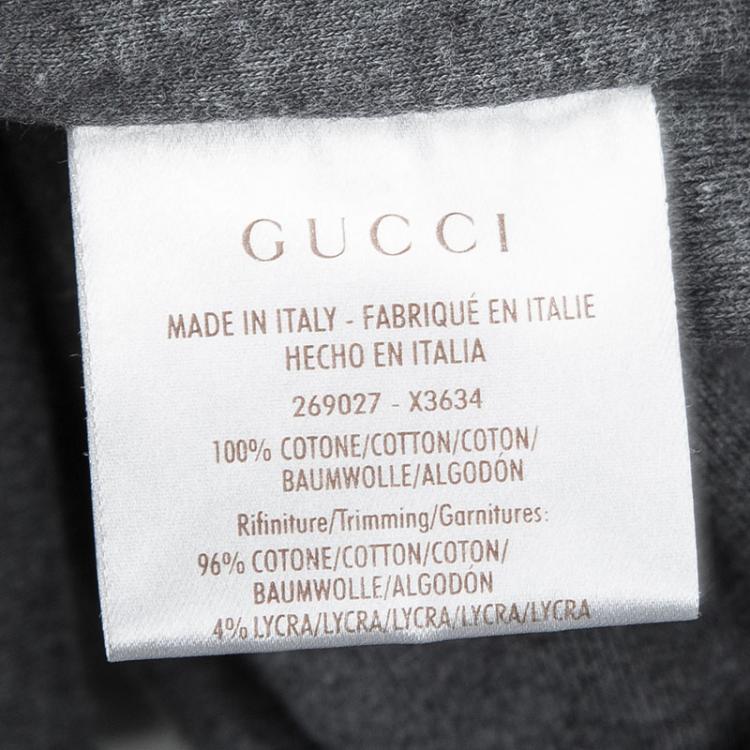 GUCCI
MADE IN ITALY - FABRIQUÉ EN ITALIE
HECHO EN ITALIA
269027 - X3634
100% COTONE/COTTON/COTON/
BAUMWOLLE/ALGODÓN
Rifiniture/Trimming/Garnitures:
96% COTONE/COTTON/COTON/
BAUMWOLLE/ALGODÓN
4% LYCRA/LYCRA/LYCRA/LYCRA/LYCRA